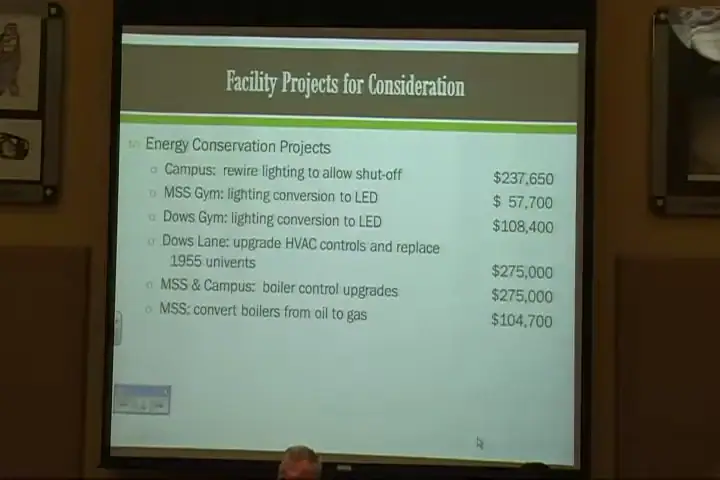 Facility Projects for Consideration
Energy Conservation Projects
Campus: rewire lighting to allow shut-off $237,650
MSS Gym: lighting conversion to LED $ 57,700
Dows Gym: lighting conversion to LED $108,400
Dows Lane: upgrade HVAC controls and replace
1955 univents $275,000
MSS & Campus: boiler control upgrades $275,000
MSS: convert boilers from oil to gas $104,700